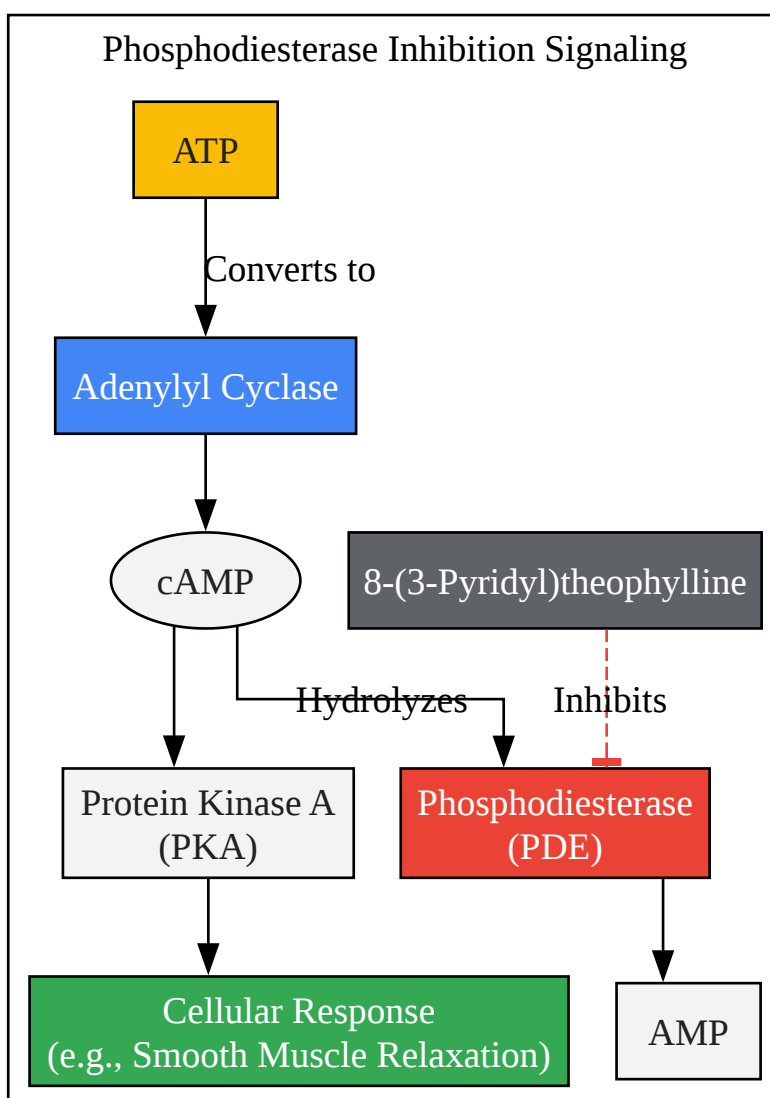 Phosphodiesterase Inhibition Signaling
ATP
Converts to
Adenylyl Cyclase
cAMP
8-(3-Pyridyl)theophylline
Hydrolyzes
Inhibits
Protein Kinase A
(PKA)
Phosphodiesterase
(PDE)
Cellular Response
(e.g., Smooth Muscle Relaxation)
AMP